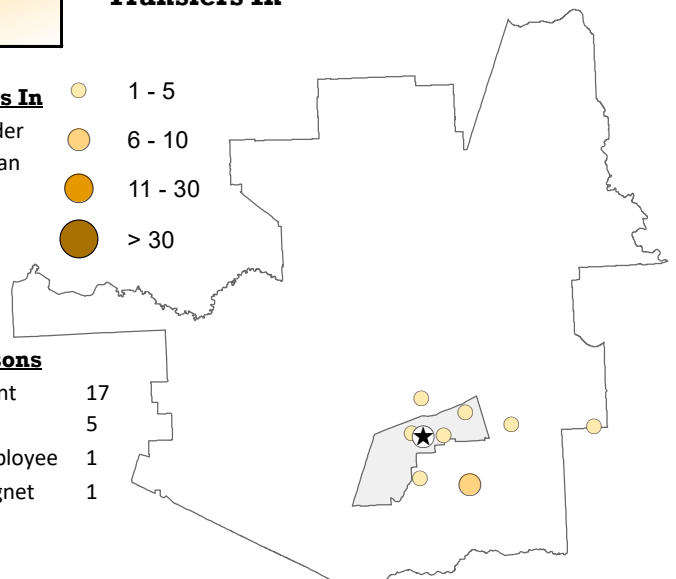 Transfers In
s In
der
an
1 - 5
6 - 10
11 - 30
> 30
sons
nt 17
5
ployee 1
gnet 1